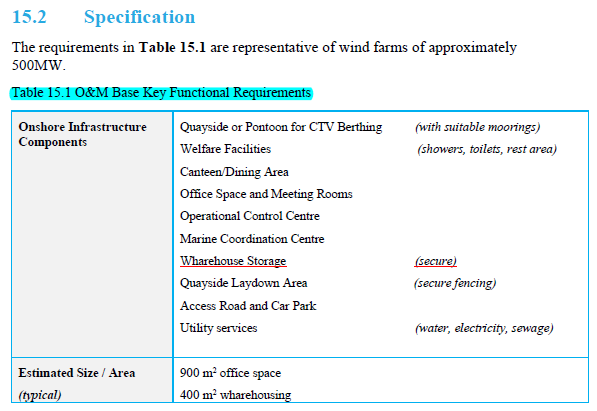 15.2 Specification
The requirements in Table 15.1 are representative of wind farms of approximately
500MW.
Table 15.1 O&M Base Key Functional Requirements
Onshore Infrastructure Components
Quayside or Pontoon for CTV Berthing (with suitable moorings)
Welfare Facilities (showers, toilets, rest area)
Canteen/Dining Area
Office Space and Meeting Rooms
Operational Control Centre
Marine Coordination Centre
Wharehouse Storage (secure)
Quayside Laydown Area (secure fencing)
Access Road and Car Park
Utility services (water, electricity, sewage)
Estimated Size / Area
(typical)
900 m² office space
400 m² wharehousing